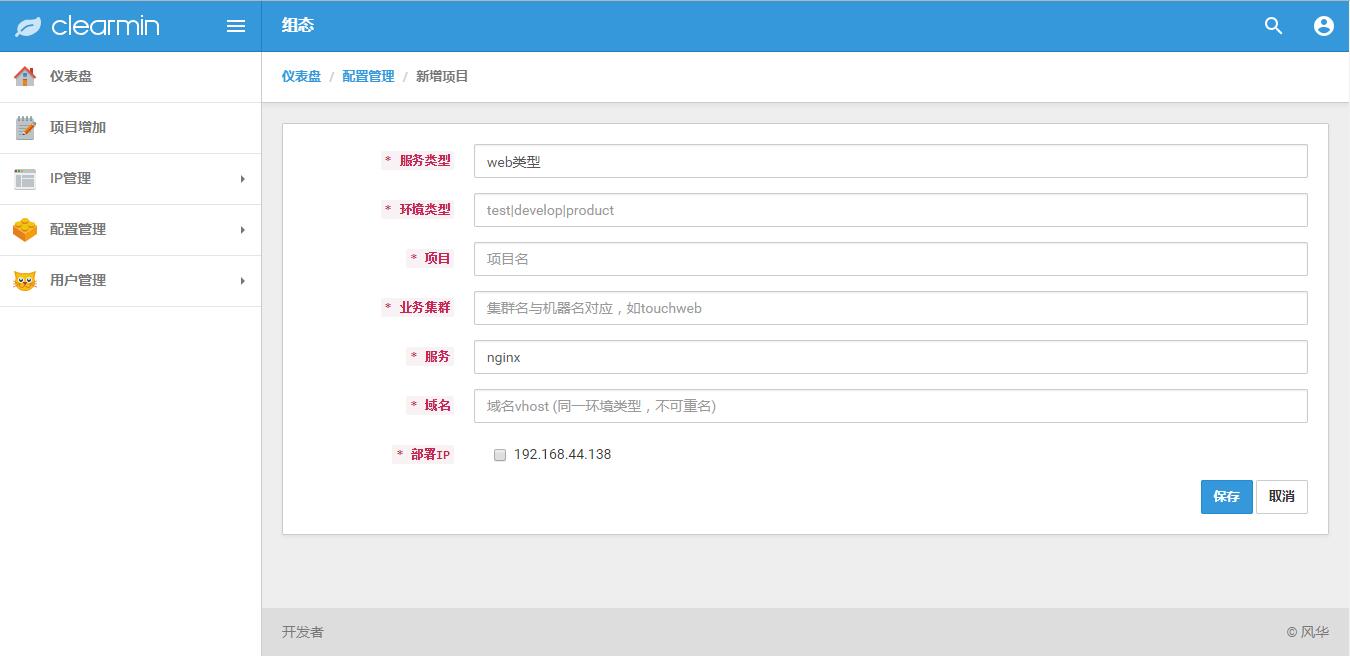 clearmin
组态
仪表盘
项目增加
IP管理
配置管理
用户管理
仪表盘 / 配置管理 / 新增项目
* 服务类型 web类型
* 环境类型 test|develop|product
* 项目 项目名
* 业务集群 集群名与机器名对应，如touchweb
* 服务 nginx
* 域名 域名vhost (同一环境类型，不可重名)
* 部署IP 192.168.44.138
保存 取消
开发者 © 风华